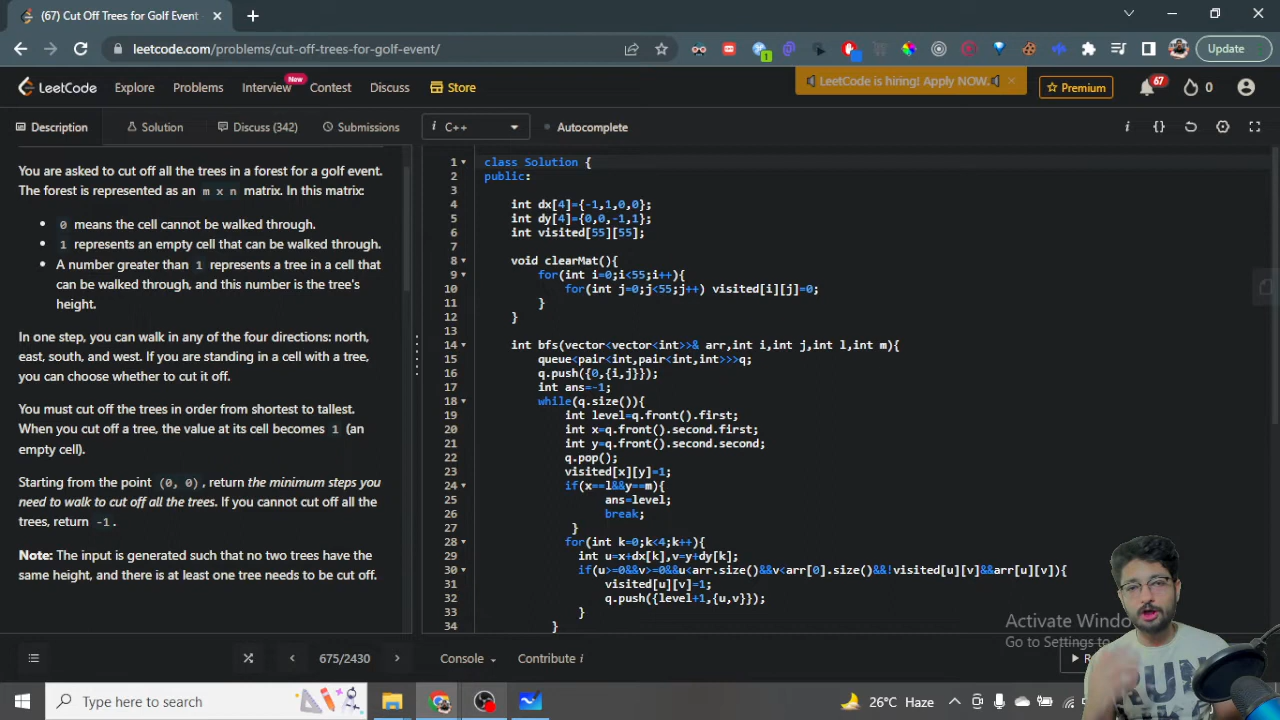 (67) Cut Off Trees for Golf Event
leetcode.com/problems/cut-off-trees-for-golf-event/
Update
LeetCode
Explore
Problems
Interview
New
Contest
Discuss
Store
LeetCode is hiring! Apply NOW.
Premium
67
0
Description
Solution
Discuss (342)
Submissions
i C++
Autocomplete
You are asked to cut off all the trees in a forest for a golf event.
The forest is represented as an m x n matrix. In this matrix:
0 means the cell cannot be walked through.
1 represents an empty cell that can be walked through.
A number greater than 1 represents a tree in a cell that
can be walked through, and this number is the tree's
height.
In one step, you can walk in any of the four directions: north,
east, south, and west. If you are standing in a cell with a tree,
you can choose whether to cut it off.
You must cut off the trees in order from shortest to tallest.
When you cut off a tree, the value at its cell becomes 1 (an
empty cell).
Starting from the point (0, 0), return the minimum steps you
need to walk to cut off all the trees. If you cannot cut off all the
trees, return -1.
Note: The input is generated such that no two trees have the
same height, and there is at least one tree needs to be cut off.
1 class Solution {
2 public:
3
4 int dx[4]={-1,1,0,0};
5 int dy[4]={0,0,-1,1};
6 int visited[55][55];
7
8 void clearMat(){
9 for(int i=0;i<55;i++){
10 for(int j=0;j<55;j++) visited[i][j]=0;
11 }
12 }
13
14 int bfs(vector<vector<int>>& arr,int i,int j,int l,int m){
15 queue<pair<int,pair<int,int>>>q;
16 q.push({0,{i,j}});
17 int ans=-1;
18 while(q.size()){
19 int level=q.front().first;
20 int x=q.front().second.first;
21 int y=q.front().second.second;
22 q.pop();
23 visited[x][y]=1;
24 if(x==l&&y==m){
25 ans=level;
26 break;
27 }
28 for(int k=0;k<4;k++){
29 int u=x+dx[k],v=y+dy[k];
30 if(u>=0&&v>=0&&u<arr.size()&&v<arr[0].size()&&!visited[u][v]&&arr[u][v]){
31 visited[u][v]=1;
32 q.push({level+1,{u,v}});
33 }
34 }
Activate Windo
Go to Settings to
675/2430
Console
Contribute i
Type here to search
26°C Haze
RUN